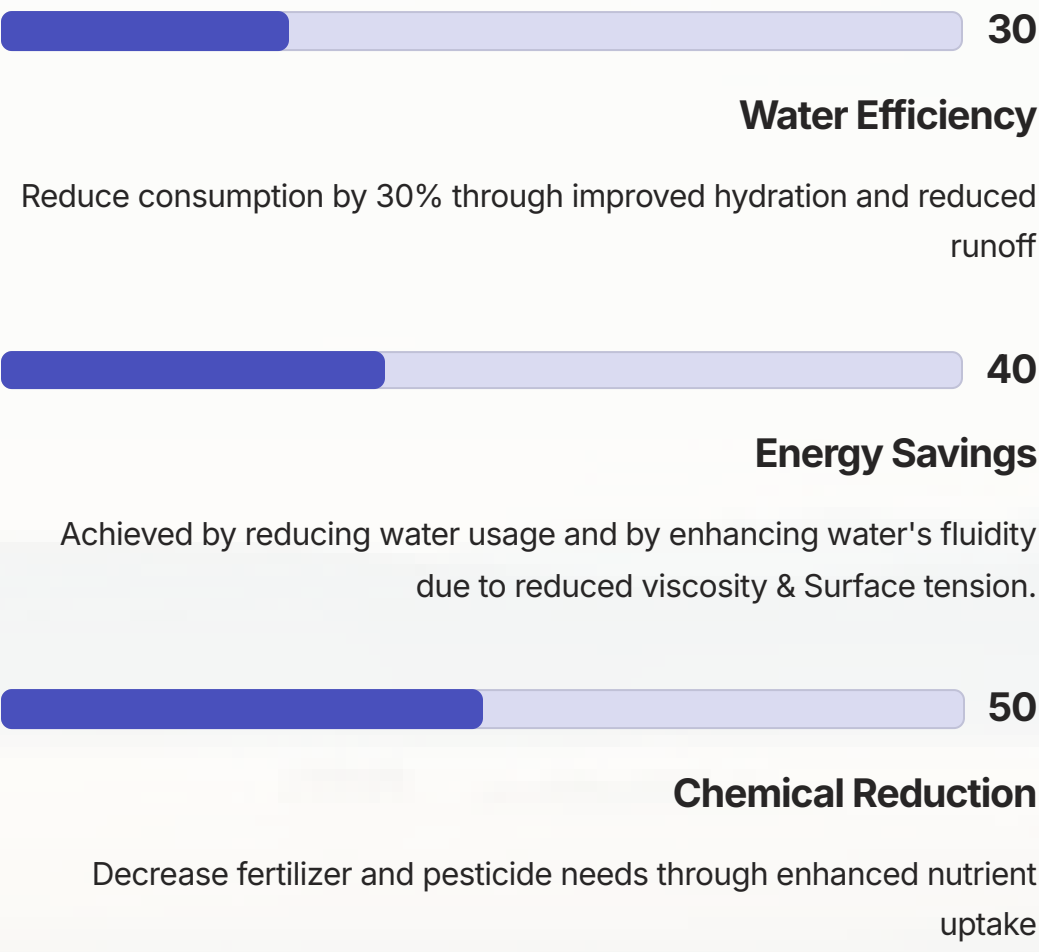 30
Water Efficiency
Reduce consumption by 30% through improved hydration and reduced
runoff
40
Energy Savings
Achieved by reducing water usage and by enhancing water's fluidity
due to reduced viscosity & Surface tension.
50
Chemical Reduction
Decrease fertilizer and pesticide needs through enhanced nutrient
uptake